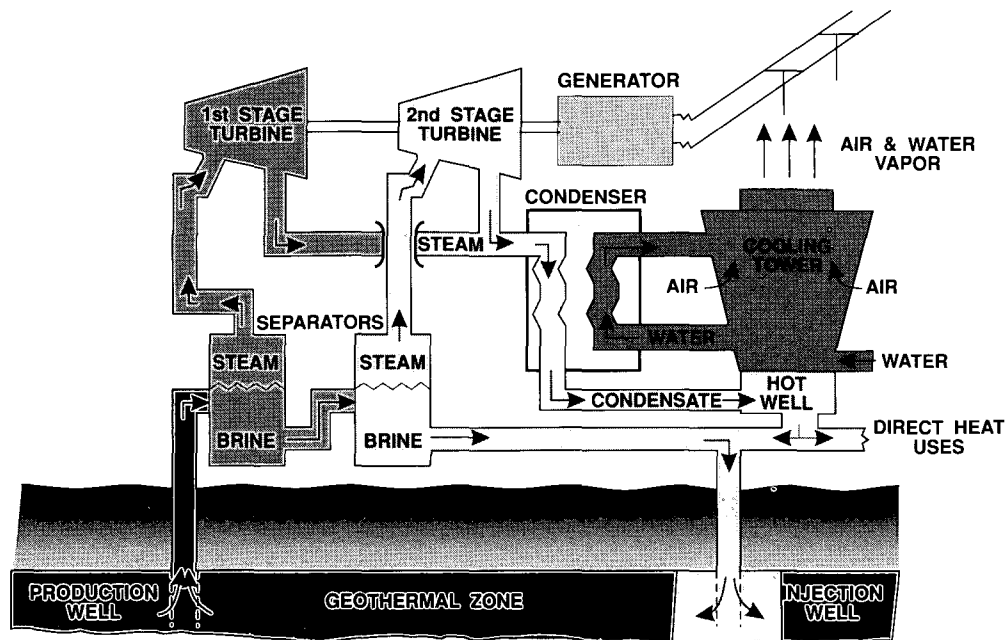 GENERATOR
1st STAGE
TURBINE
2nd STAGE
TURBINE
AIR & WATER
VAPOR
CONDENSER
STEAM
COOLING
TOWER
AIR
AIR
SEPARATORS
WATER
STEAM
STEAM
WATER
HOT
WELL
CONDENSATE
BRINE
BRINE
DIRECT HEAT
USES
PRODUCTION
WELL
GEOTHERMAL ZONE
INJECTION
WELL